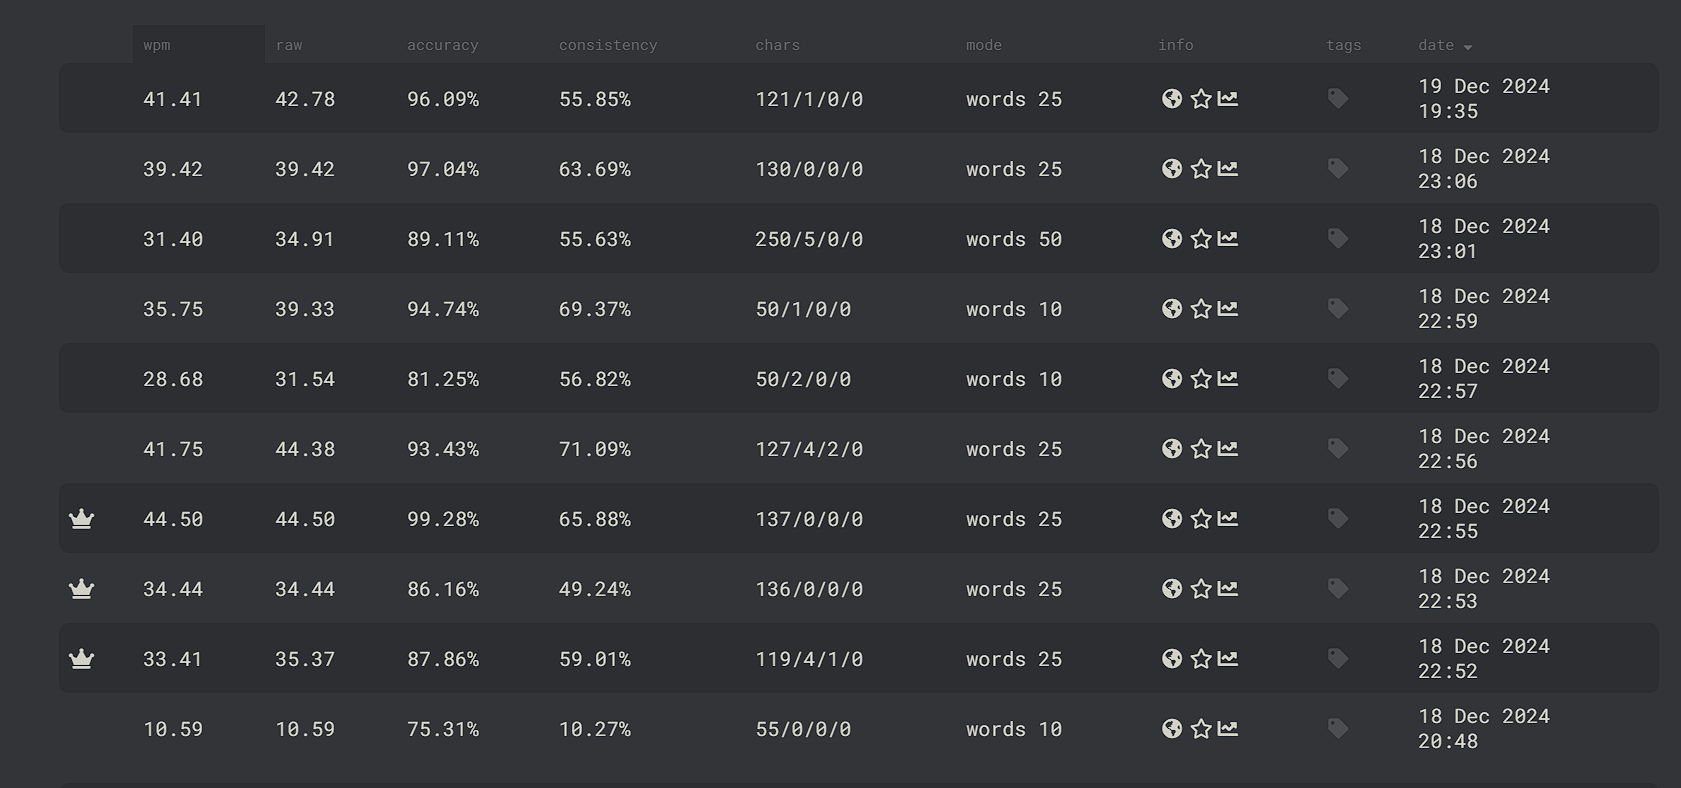 wpm raw accuracy consistency chars mode info tags date
41.41 42.78 96.09% 55.85% 121/1/0/0 words 25 19 Dec 2024
19:35
39.42 39.42 97.04% 63.69% 130/0/0/0 words 25 18 Dec 2024
23:06
31.40 34.91 89.11% 55.63% 250/5/0/0 words 50 18 Dec 2024
23:01
35.75 39.33 94.74% 69.37% 50/1/0/0 words 10 18 Dec 2024
22:59
28.68 31.54 81.25% 56.82% 50/2/0/0 words 10 18 Dec 2024
22:57
41.75 44.38 93.43% 71.09% 127/4/2/0 words 25 18 Dec 2024
22:56
44.50 44.50 99.28% 65.88% 137/0/0/0 words 25 18 Dec 2024
22:55
34.44 34.44 86.16% 49.24% 136/0/0/0 words 25 18 Dec 2024
22:53
33.41 35.37 87.86% 59.01% 119/4/1/0 words 25 18 Dec 2024
22:52
10.59 10.59 75.31% 10.27% 55/0/0/0 words 10 18 Dec 2024
20:48